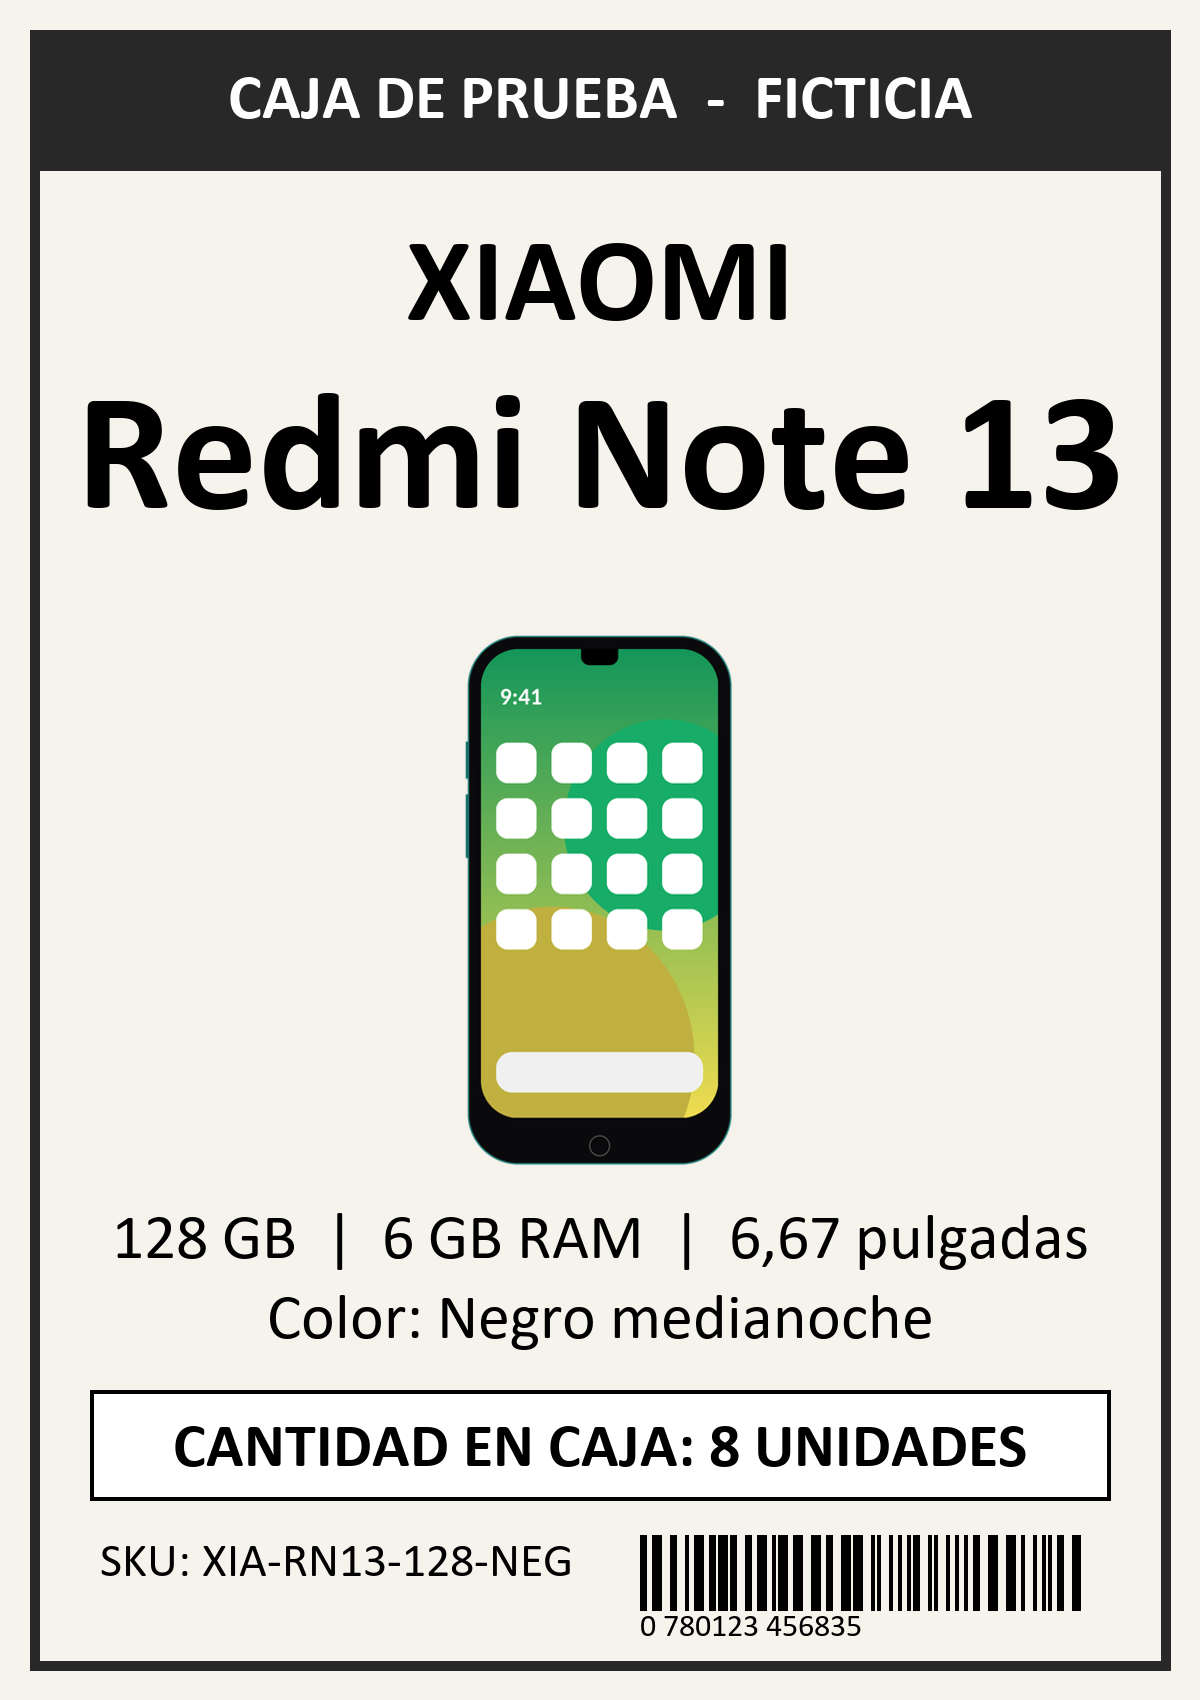 CAJA DE PRUEBA - FICTICIA
XIAOMI
Redmi Note 13
9:41
128 GB | 6 GB RAM | 6,67 pulgadas
Color: Negro medianoche
CANTIDAD EN CAJA: 8 UNIDADES
SKU: XIA-RN13-128-NEG
0 780123 456835